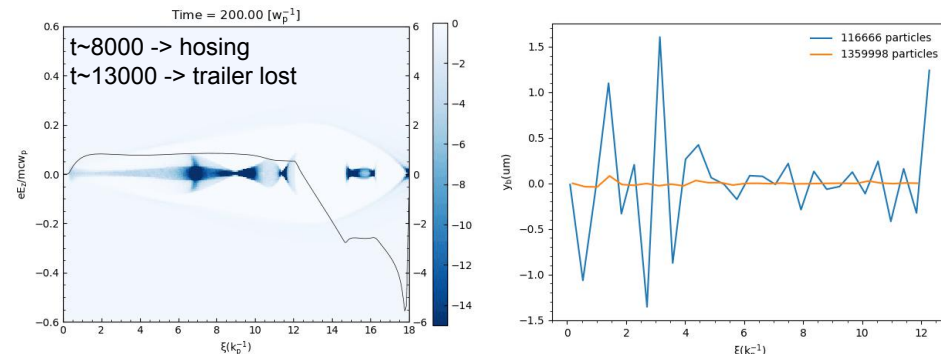 Time = 200.00 [w_p^-1]
t~8000 -> hosing
t~13000 -> trailer lost
eE_z/mcw_p
0.6
0.4
0.2
0.0
−0.2
−0.4
−0.6
6
4
2
0
−2
−4
−6
0
−2
−4
−6
−8
−10
−12
−14
0 2 4 6 8 10 12 14 16 18
ξ(k_p^-1)
116666 particles
1359998 particles
y_b(um)
1.5
1.0
0.5
0.0
−0.5
−1.0
−1.5
0 2 4 6 8 10 12
ξ(k_p^-1)